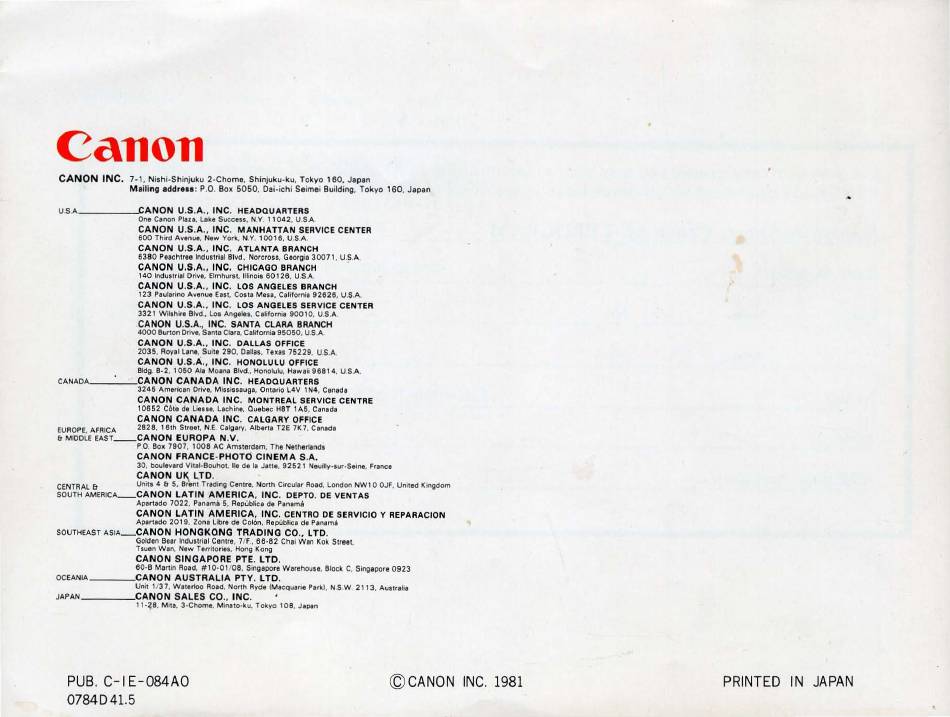 Canon
CANON INC. 7-1, Nishi-Shinjuku 2-Chome, Shinjuku-ku, Tokyo 160, Japan
Mailing address: P.O. Box 5050, Dai-ichi Seimei Building, Tokyo 160, Japan
U.S.A. CANON U.S.A., INC. HEADQUARTERS
One Canon Plaza, Lake Success, N.Y. 11042, U.S.A.
CANON U.S.A., INC. MANHATTAN SERVICE CENTER
600 Third Avenue, New York, N.Y. 10016, U.S.A.
CANON U.S.A., INC. ATLANTA BRANCH
6380 Peachtree Industrial Blvd., Norcross, Georgia 30071, U.S.A.
CANON U.S.A., INC. CHICAGO BRANCH
140 Industrial Drive, Elmhurst, Illinois 60126, U.S.A.
CANON U.S.A., INC. LOS ANGELES BRANCH
123 Paularino Avenue East, Costa Mesa, California 92626, U.S.A.
CANON U.S.A., INC. LOS ANGELES SERVICE CENTER
3321 Wilshire Blvd., Los Angeles, California 90010, U.S.A.
CANON U.S.A., INC. SANTA CLARA BRANCH
4000 Burton Drive, Santa Clara, California 95050, U.S.A.
CANON U.S.A., INC. DALLAS OFFICE
2035, Royal Lane, Suite 290, Dallas, Texas 75229, U.S.A.
CANON U.S.A., INC. HONOLULU OFFICE
Bldg. B-2, 1050 Ala Moana Blvd., Honolulu, Hawaii 96814, U.S.A.
CANADA CANON CANADA INC. HEADQUARTERS
3245 American Drive, Mississauga, Ontario L4V 1N4, Canada
CANON CANADA INC. MONTREAL SERVICE CENTRE
10652 Côte de Liesse, Lachine, Quebec H8T 1A5, Canada
CANON CANADA INC. CALGARY OFFICE
2828, 16th Street, N.E. Calgary, Alberta T2E 7K7, Canada
EUROPE, AFRICA
& MIDDLE EAST CANON EUROPA N.V.
P.O. Box 7907, 1008 AC Amsterdam, The Netherlands
CANON FRANCE-PHOTO CINEMA S.A.
30, boulevard Vital-Bouhot, Ile de la Jatte, 92521 Neuilly-sur-Seine, France
CANON UK LTD.
Units 4 & 5, Brent Trading Centre, North Circular Road, London NW10 0JF, United Kingdom
CENTRAL &
SOUTH AMERICA CANON LATIN AMERICA, INC. DEPTO. DE VENTAS
Apartado 7022, Panamá 5, República de Panamá
CANON LATIN AMERICA, INC. CENTRO DE SERVICIO Y REPARACION
Apartado 2019, Zona Libre de Colón, República de Panamá
SOUTHEAST ASIA CANON HONGKONG TRADING CO., LTD.
Golden Bear Industrial Centre, 7/F., 66-82 Chai Wan Kok Street,
Tsuen Wan, New Territories, Hong Kong
CANON SINGAPORE PTE. LTD.
60-B Martin Road, #10-01/08, Singapore Warehouse, Block C, Singapore 0923
OCEANIA CANON AUSTRALIA PTY. LTD.
Unit 1/37, Waterloo Road, North Ryde (Macquarie Park), N.S.W. 2113, Australia
JAPAN CANON SALES CO., INC.
11-28, Mita, 3-Chome, Minato-ku, Tokyo 108, Japan
PUB. C-IE-084A0 © CANON INC. 1981 PRINTED IN JAPAN
0784D41.5